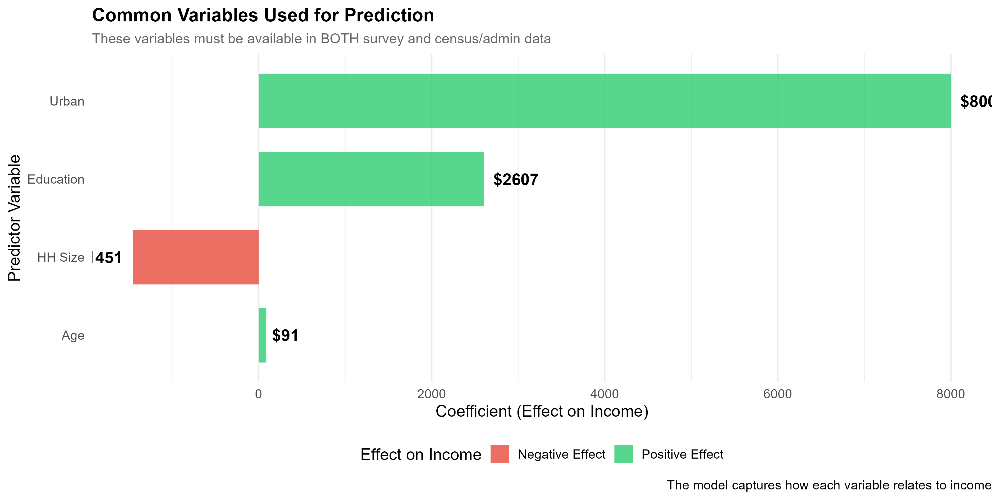 Common Variables Used for Prediction
These variables must be available in BOTH survey and census/admin data
Predictor Variable
Urban
$800
Education
$2607
HH Size
451
Age
$91
0 2000 4000 6000 8000
Coefficient (Effect on Income)
Effect on Income Negative Effect Positive Effect
The model captures how each variable relates to income